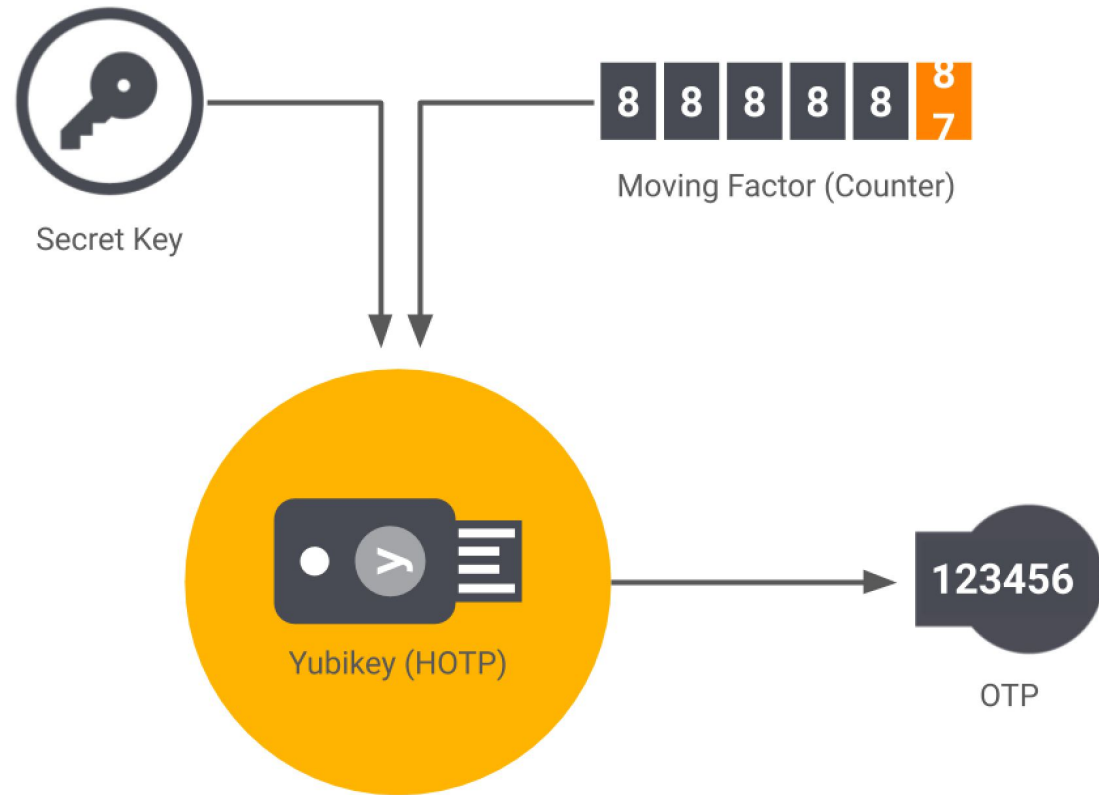 8 8 8 8 8 8
7
Moving Factor (Counter)
Secret Key
y
Yubikey (HOTP)
123456
OTP